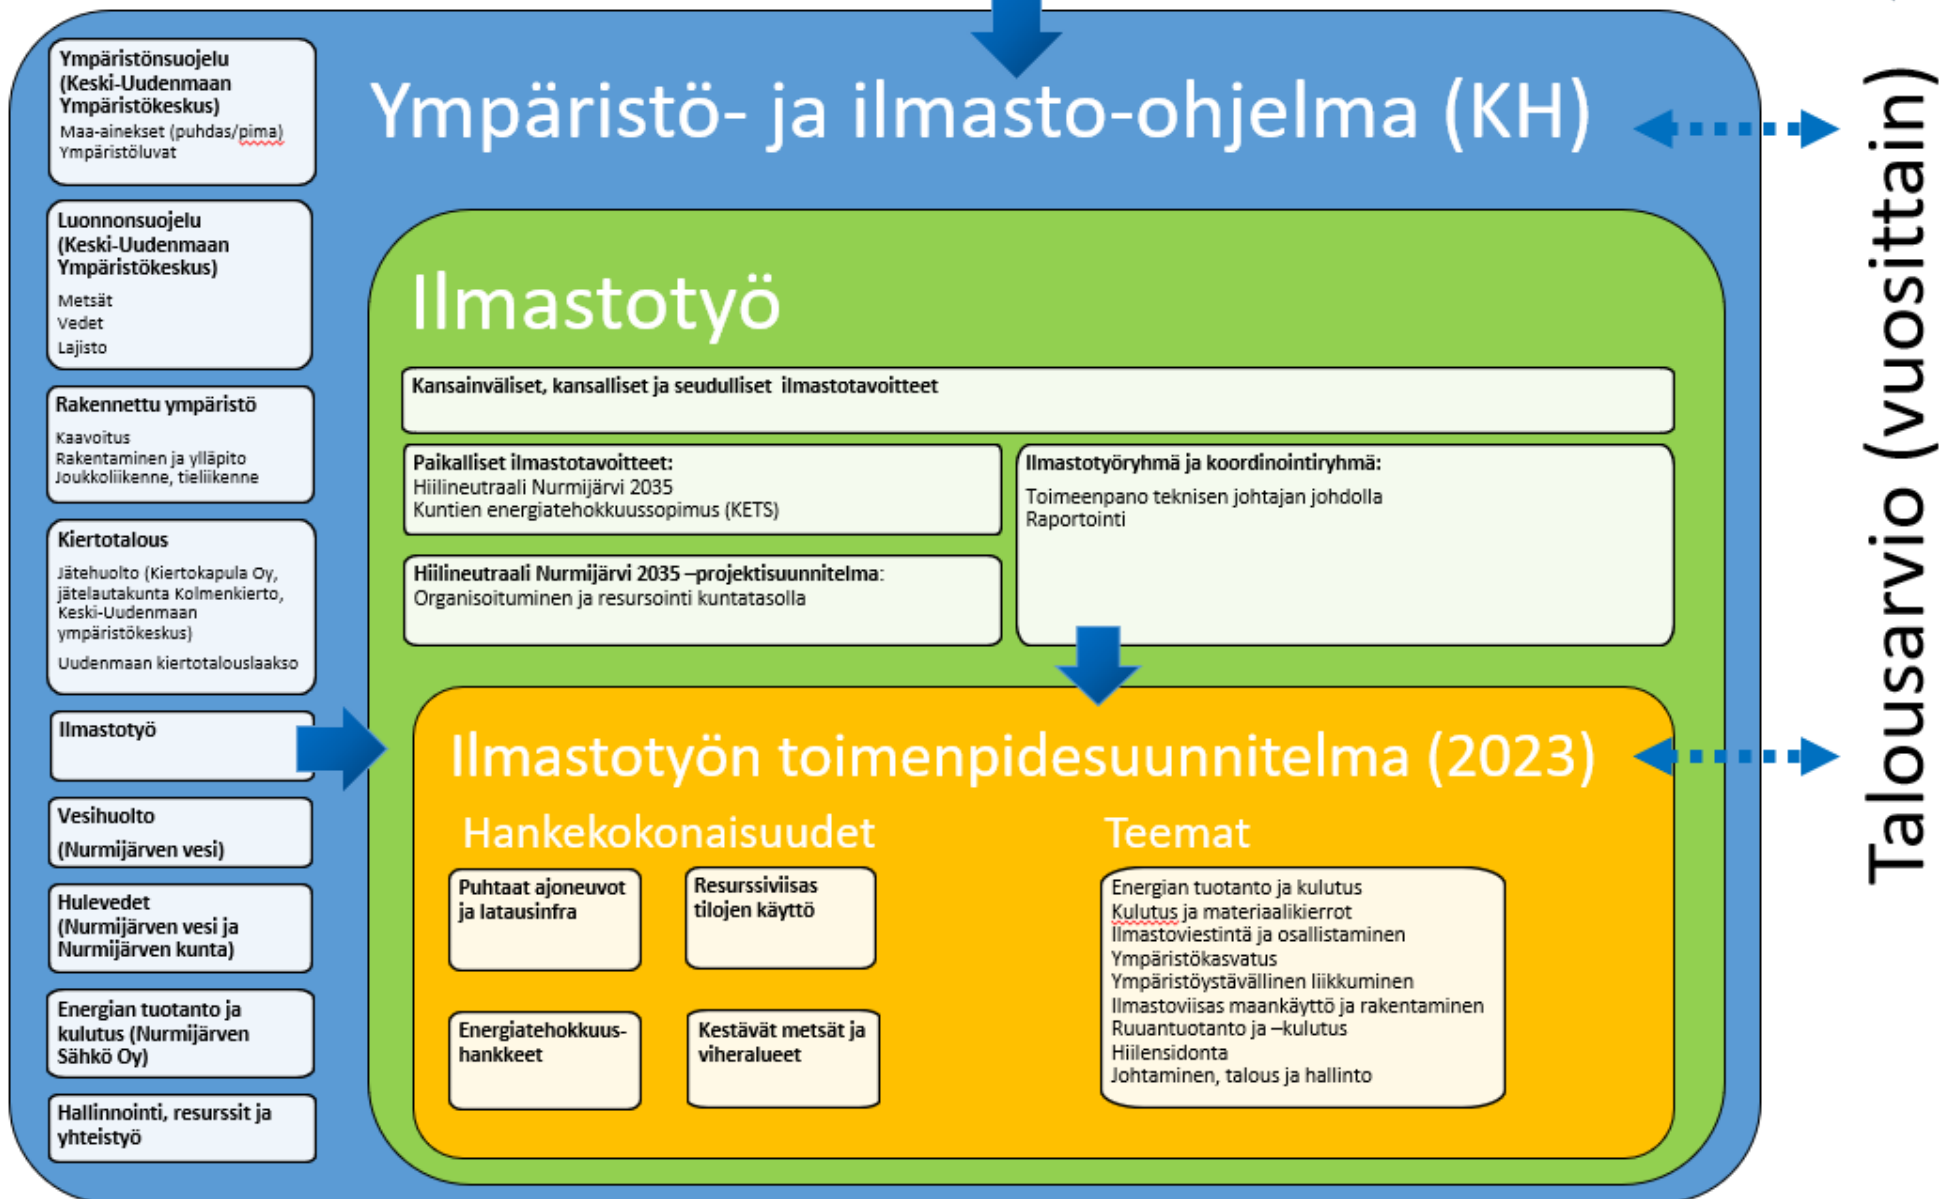 Ympäristönsuojelu
(Keski-Uudenmaan
Ympäristökeskus)
Maa-ainekset (puhdas/pima)
Ympäristöluvat
Luonnonsuojelu
(Keski-Uudenmaan
Ympäristökeskus)
Metsät
Vedet
Lajisto
Rakennettu ympäristö
Kaavoitus
Rakentaminen ja ylläpito
Joukkoliikenne, tieliikenne
Kiertotalous
Jätehuolto (Kiertokapula Oy,
jätelautakunta Kolmenkierto,
Keski-Uudenmaan
ympäristökeskus)
Uudenmaan kiertotalouslaakso
Ilmastotyö
Vesihuolto
(Nurmijärven vesi)
Hulevedet
(Nurmijärven vesi ja
Nurmijärven kunta)
Energian tuotanto ja
kulutus (Nurmijärven
Sähkö Oy)
Hallinnointi, resurssit ja
yhteistyö
Ympäristö- ja ilmasto-ohjelma (KH)
Ilmastotyö
Kansainväliset, kansalliset ja seudulliset ilmastotavoitteet
Paikalliset ilmastotavoitteet:
Hiilineutraali Nurmijärvi 2035
Kuntien energiatehokkuussopimus (KETS)
Hiilineutraali Nurmijärvi 2035 –projektisuunnitelma:
Organisoituminen ja resursointi kuntatasolla
Ilmastotyöryhmä ja koordinointiryhmä:
Toimeenpano teknisen johtajan johdolla
Raportointi
Ilmastotyön toimenpidesuunnitelma (2023)
Hankekokonaisuudet
Puhtaat ajoneuvot
ja latausinfra
Resurssiviisas
tilojen käyttö
Energiatehokkuus-
hankkeet
Kestävät metsät ja
viheralueet
Teemat
Energian tuotanto ja kulutus
Kulutus ja materiaalikierrot
Ilmastoviestintä ja osallistaminen
Ympäristökasvatus
Ympäristöystävällinen liikkuminen
Ilmastoviisas maankäyttö ja rakentaminen
Ruuantuotanto ja –kulutus
Hiilensidonta
Johtaminen, talous ja hallinto
Talousarvio (vuosittain)